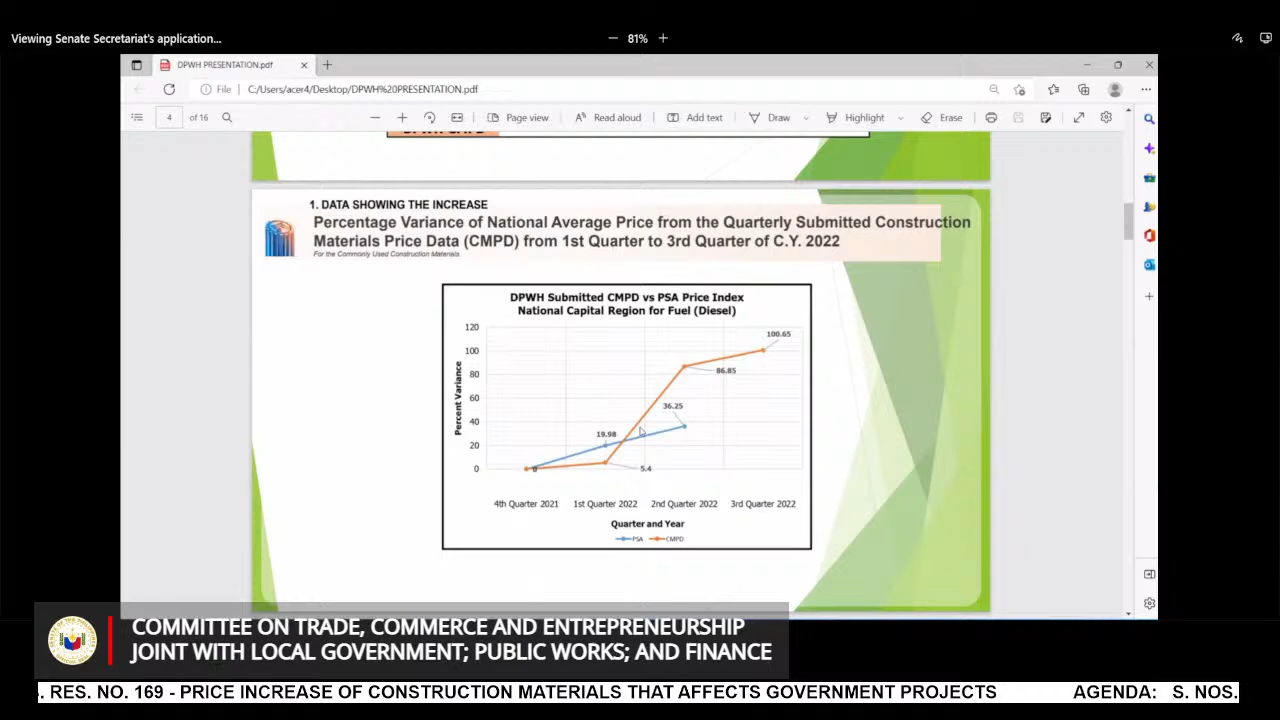 Viewing Senate Secretariat's application...
81%
DPWH PRESENTATION.pdf
File
C:/Users/acer4/Desktop/DPWH%20PRESENTATION.pdf
4 of 16
Page view
Read aloud
Add text
Draw
Highlight
Erase
1. DATA SHOWING THE INCREASE
Percentage Variance of National Average Price from the Quarterly Submitted Construction
Materials Price Data (CMPD) from 1st Quarter to 3rd Quarter of C.Y. 2022
For the Commonly Used Construction Materials
DPWH Submitted CMPD vs PSA Price Index
National Capital Region for Fuel (Diesel)
Percent Variance
120
100
80
60
40
20
0
100.65
86.85
36.25
19.98
5.4
0
4th Quarter 2021
1st Quarter 2022
2nd Quarter 2022
3rd Quarter 2022
Quarter and Year
PSA
CMPD
COMMITTEE ON TRADE, COMMERCE AND ENTREPRENEURSHIP
JOINT WITH LOCAL GOVERNMENT; PUBLIC WORKS; AND FINANCE
. RES. NO. 169 - PRICE INCREASE OF CONSTRUCTION MATERIALS THAT AFFECTS GOVERNMENT PROJECTS
AGENDA: S. NOS.